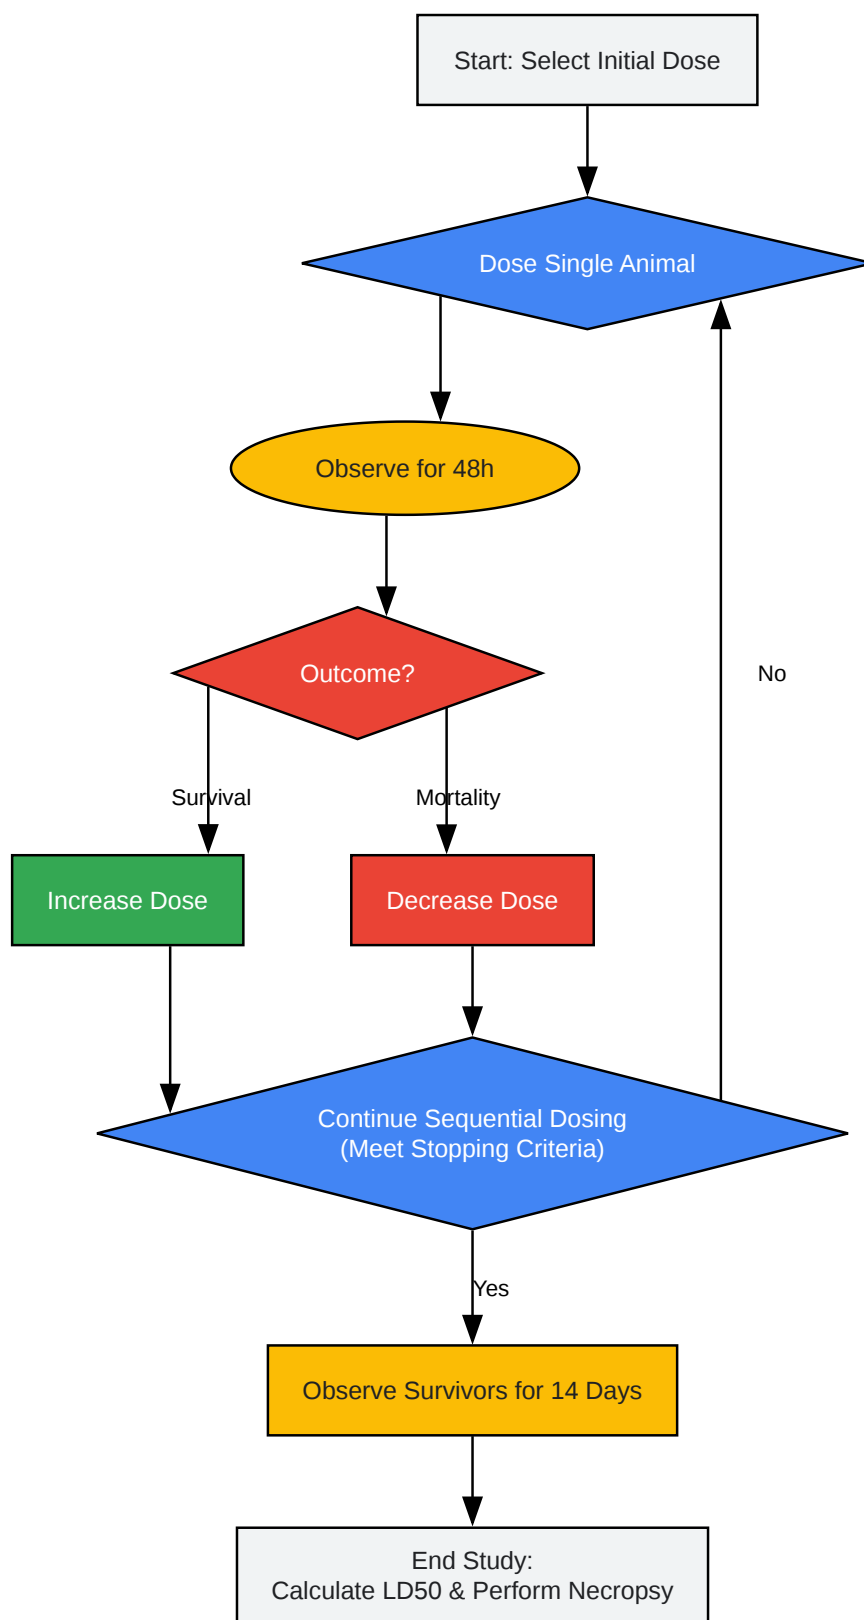 Start: Select Initial Dose
Dose Single Animal
Observe for 48h
Outcome?
No
Survival
Mortality
Increase Dose
Decrease Dose
Continue Sequential Dosing
(Meet Stopping Criteria)
Yes
Observe Survivors for 14 Days
End Study:
Calculate LD50 & Perform Necropsy